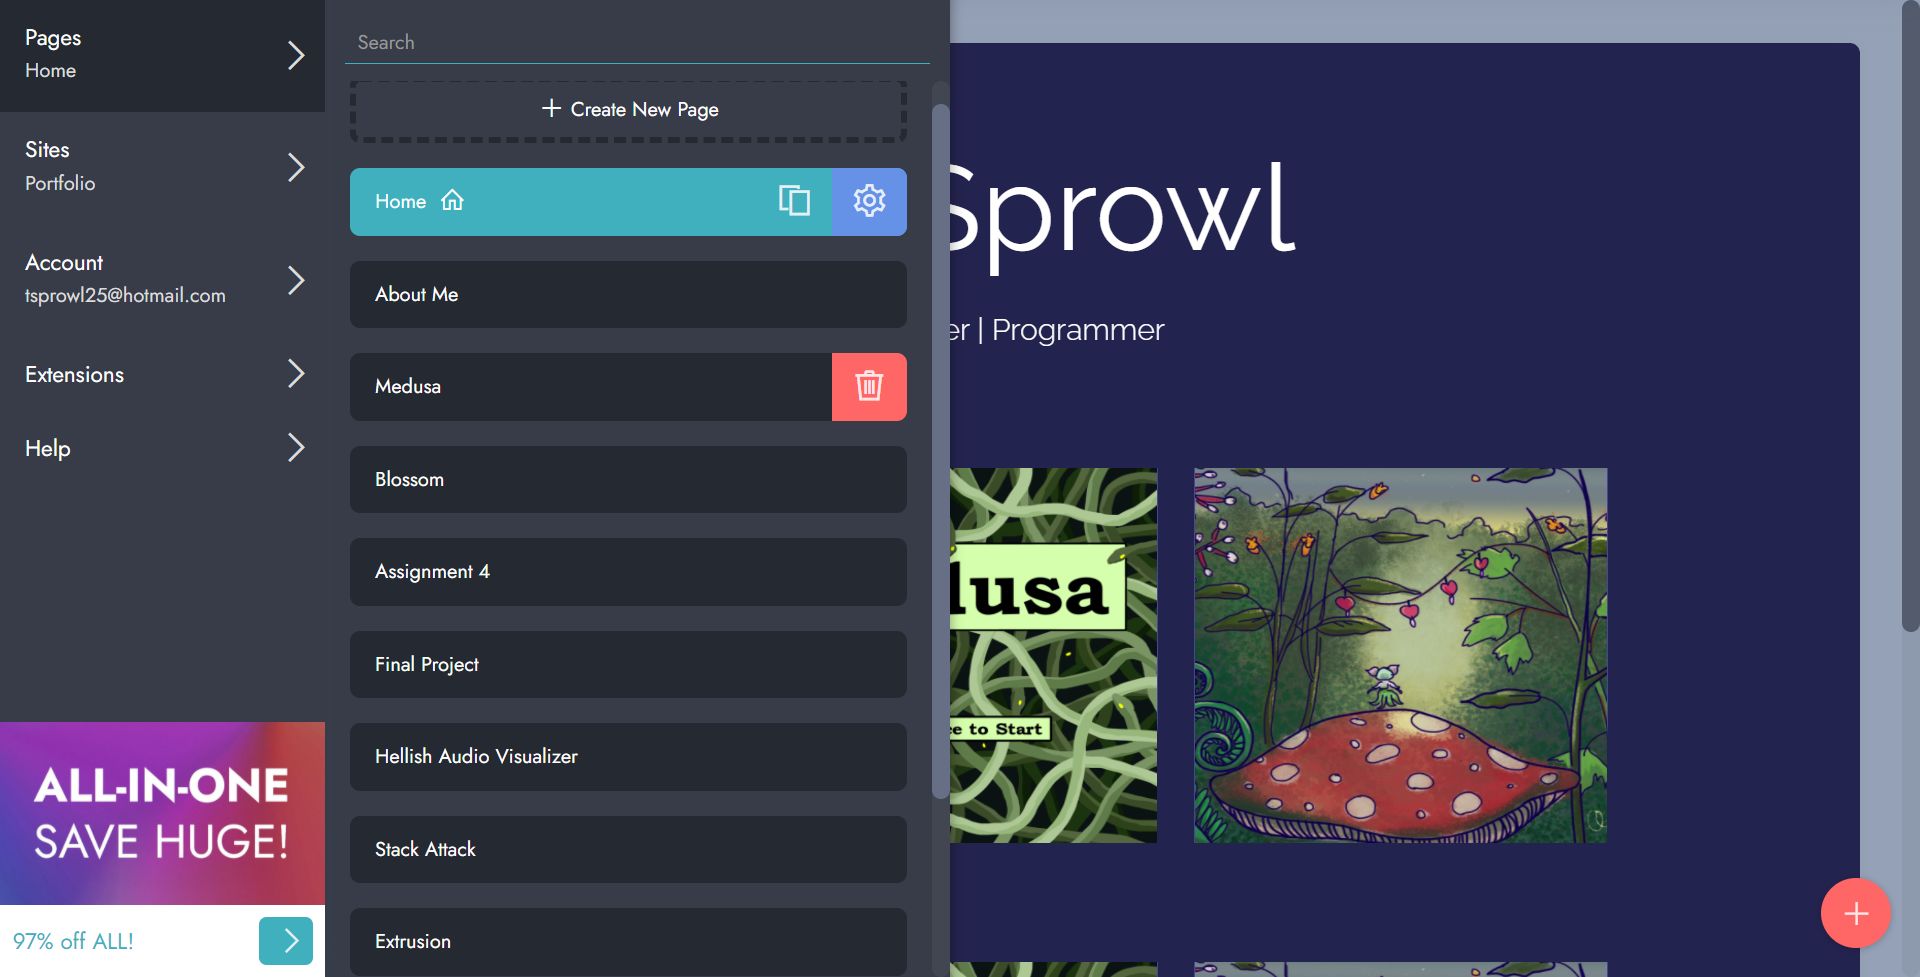 Pages
Home
Sites
Portfolio
Account
tsprowl25@hotmail.com
Extensions
Help
ALL-IN-ONE
SAVE HUGE!
97% off ALL!
Search
+ Create New Page
Home
About Me
Medusa
Blossom
Assignment 4
Final Project
Hellish Audio Visualizer
Stack Attack
Extrusion
Sprowl
er | Programmer
lusa
ce to Start